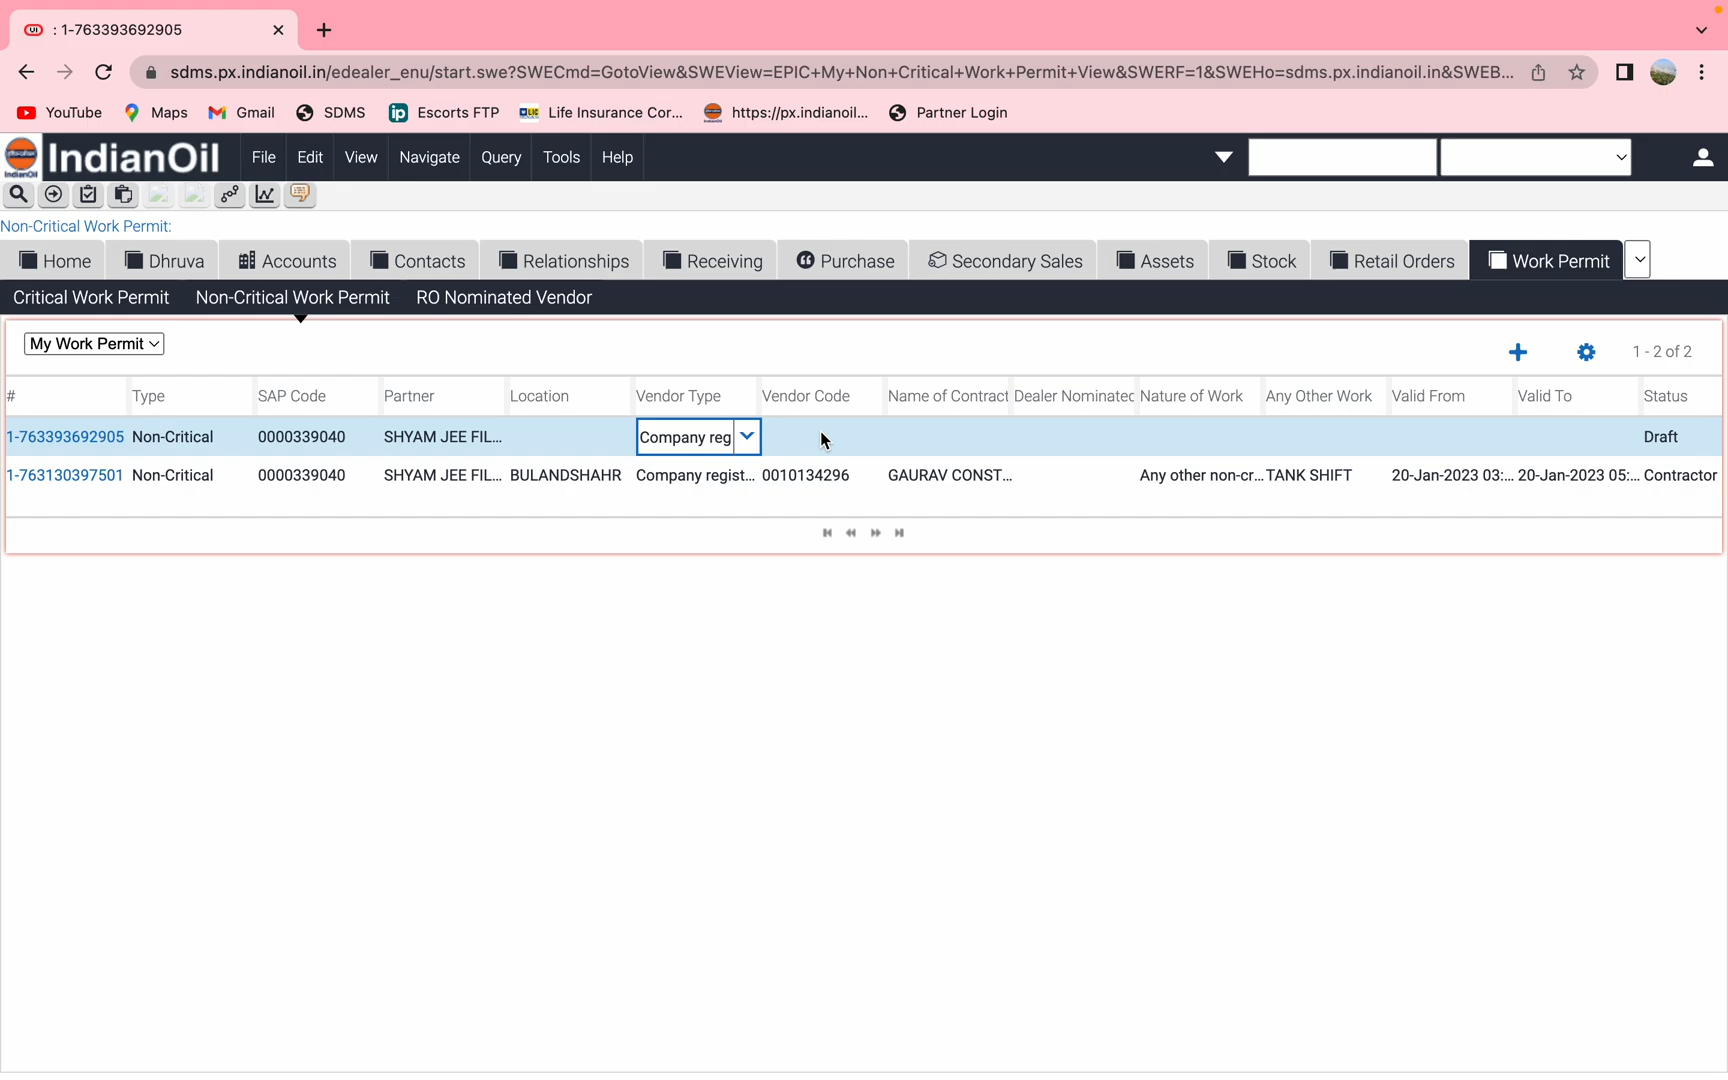 : 1-763393692905
sdms.px.indianoil.in/edealer_enu/start.swe?SWECmd=GotoView&SWEView=EPIC+My+Non+Critical+Work+Permit+View&SWERF=1&SWEHo=sdms.px.indianoil.in&SWEB...
YouTube Maps Gmail SDMS ip Escorts FTP Life Insurance Cor... https://px.indianoil... Partner Login
IndianOil IndianOil File Edit View Navigate Query Tools Help
Non-Critical Work Permit:
Home Dhruva Accounts Contacts Relationships Receiving Purchase Secondary Sales Assets Stock Retail Orders Work Permit
Critical Work Permit Non-Critical Work Permit RO Nominated Vendor
My Work Permit 1 - 2 of 2
# Type SAP Code Partner Location Vendor Type Vendor Code Name of Contract Dealer Nominated Nature of Work Any Other Work Valid From Valid To Status
1-763393692905 Non-Critical 0000339040 SHYAM JEE FIL... Company reg Draft
1-763130397501 Non-Critical 0000339040 SHYAM JEE FIL... BULANDSHAHR Company regist... 0010134296 GAURAV CONST... Any other non-cr... TANK SHIFT 20-Jan-2023 03:... 20-Jan-2023 05:... Contractor